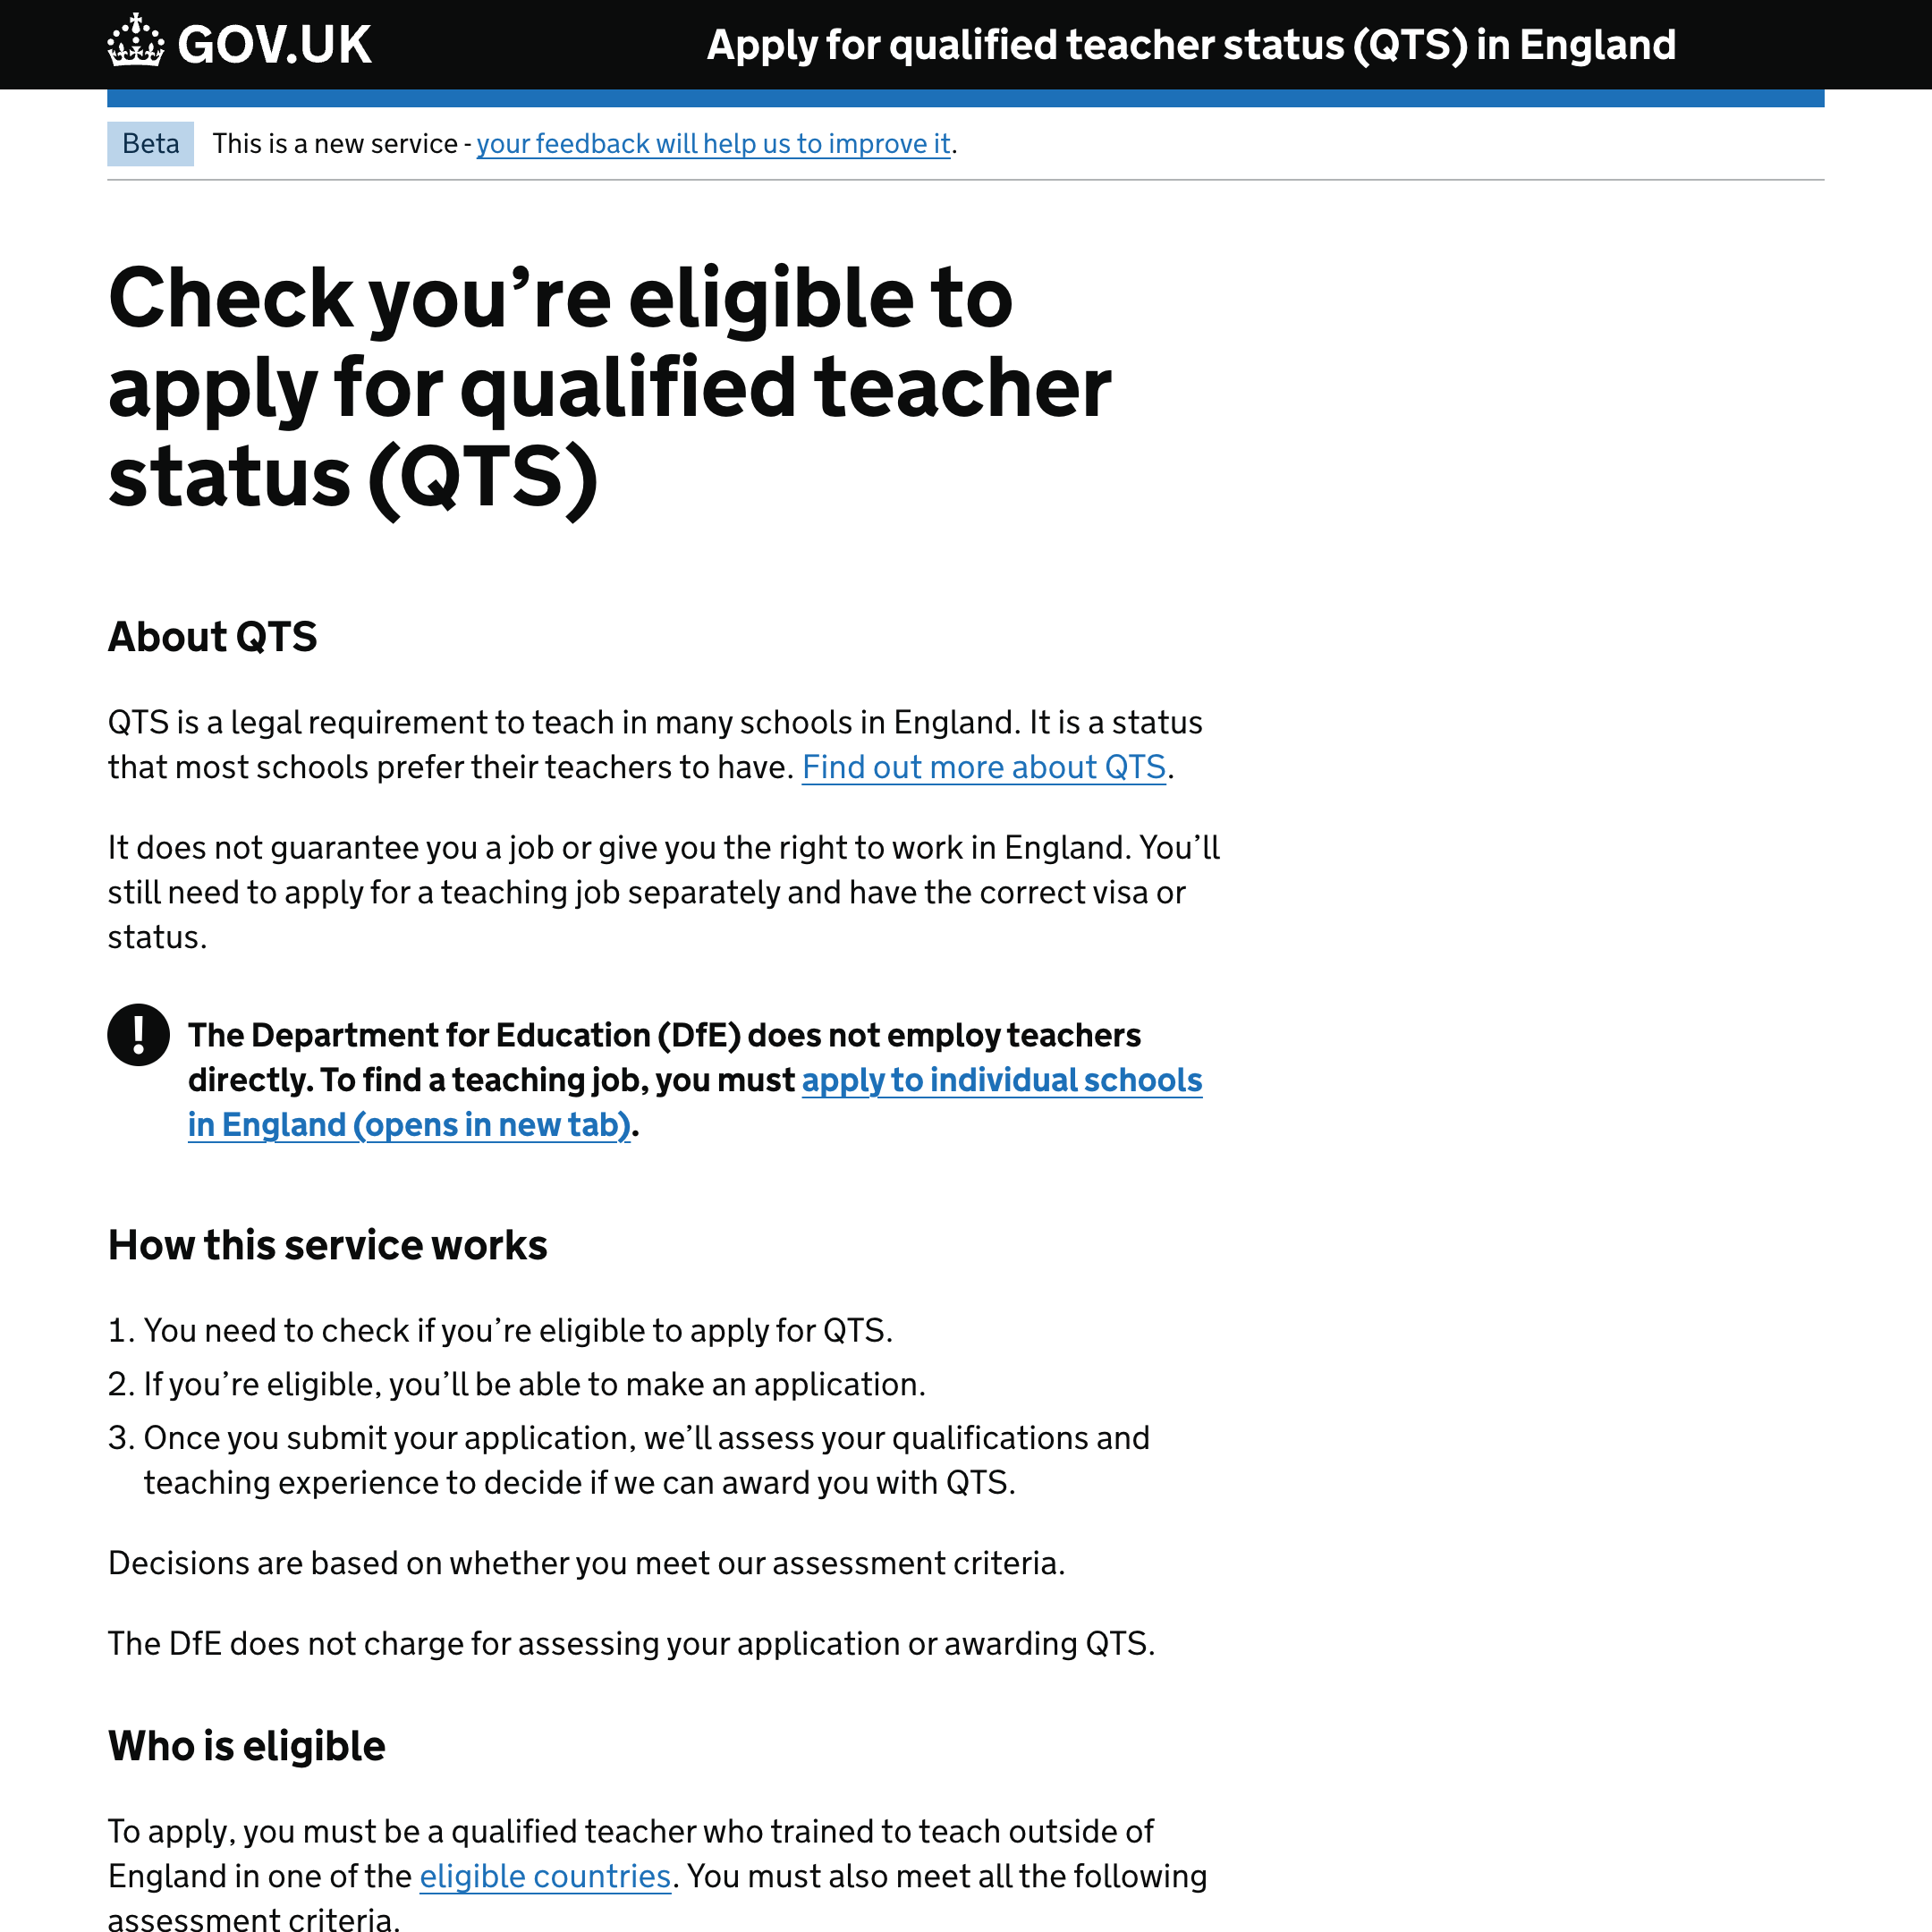 GOV.UK
Apply for qualified teacher status (QTS) in England
Beta
This is a new service - your feedback will help us to improve it.
Check you’re eligible to
apply for qualified teacher
status (QTS)
About QTS
QTS is a legal requirement to teach in many schools in England. It is a status
that most schools prefer their teachers to have. Find out more about QTS.
It does not guarantee you a job or give you the right to work in England. You’ll
still need to apply for a teaching job separately and have the correct visa or
status.
! The Department for Education (DfE) does not employ teachers
directly. To find a teaching job, you must apply to individual schools
in England (opens in new tab).
How this service works
1. You need to check if you’re eligible to apply for QTS.
2. If you’re eligible, you’ll be able to make an application.
3. Once you submit your application, we’ll assess your qualifications and
teaching experience to decide if we can award you with QTS.
Decisions are based on whether you meet our assessment criteria.
The DfE does not charge for assessing your application or awarding QTS.
Who is eligible
To apply, you must be a qualified teacher who trained to teach outside of
England in one of the eligible countries. You must also meet all the following
assessment criteria.